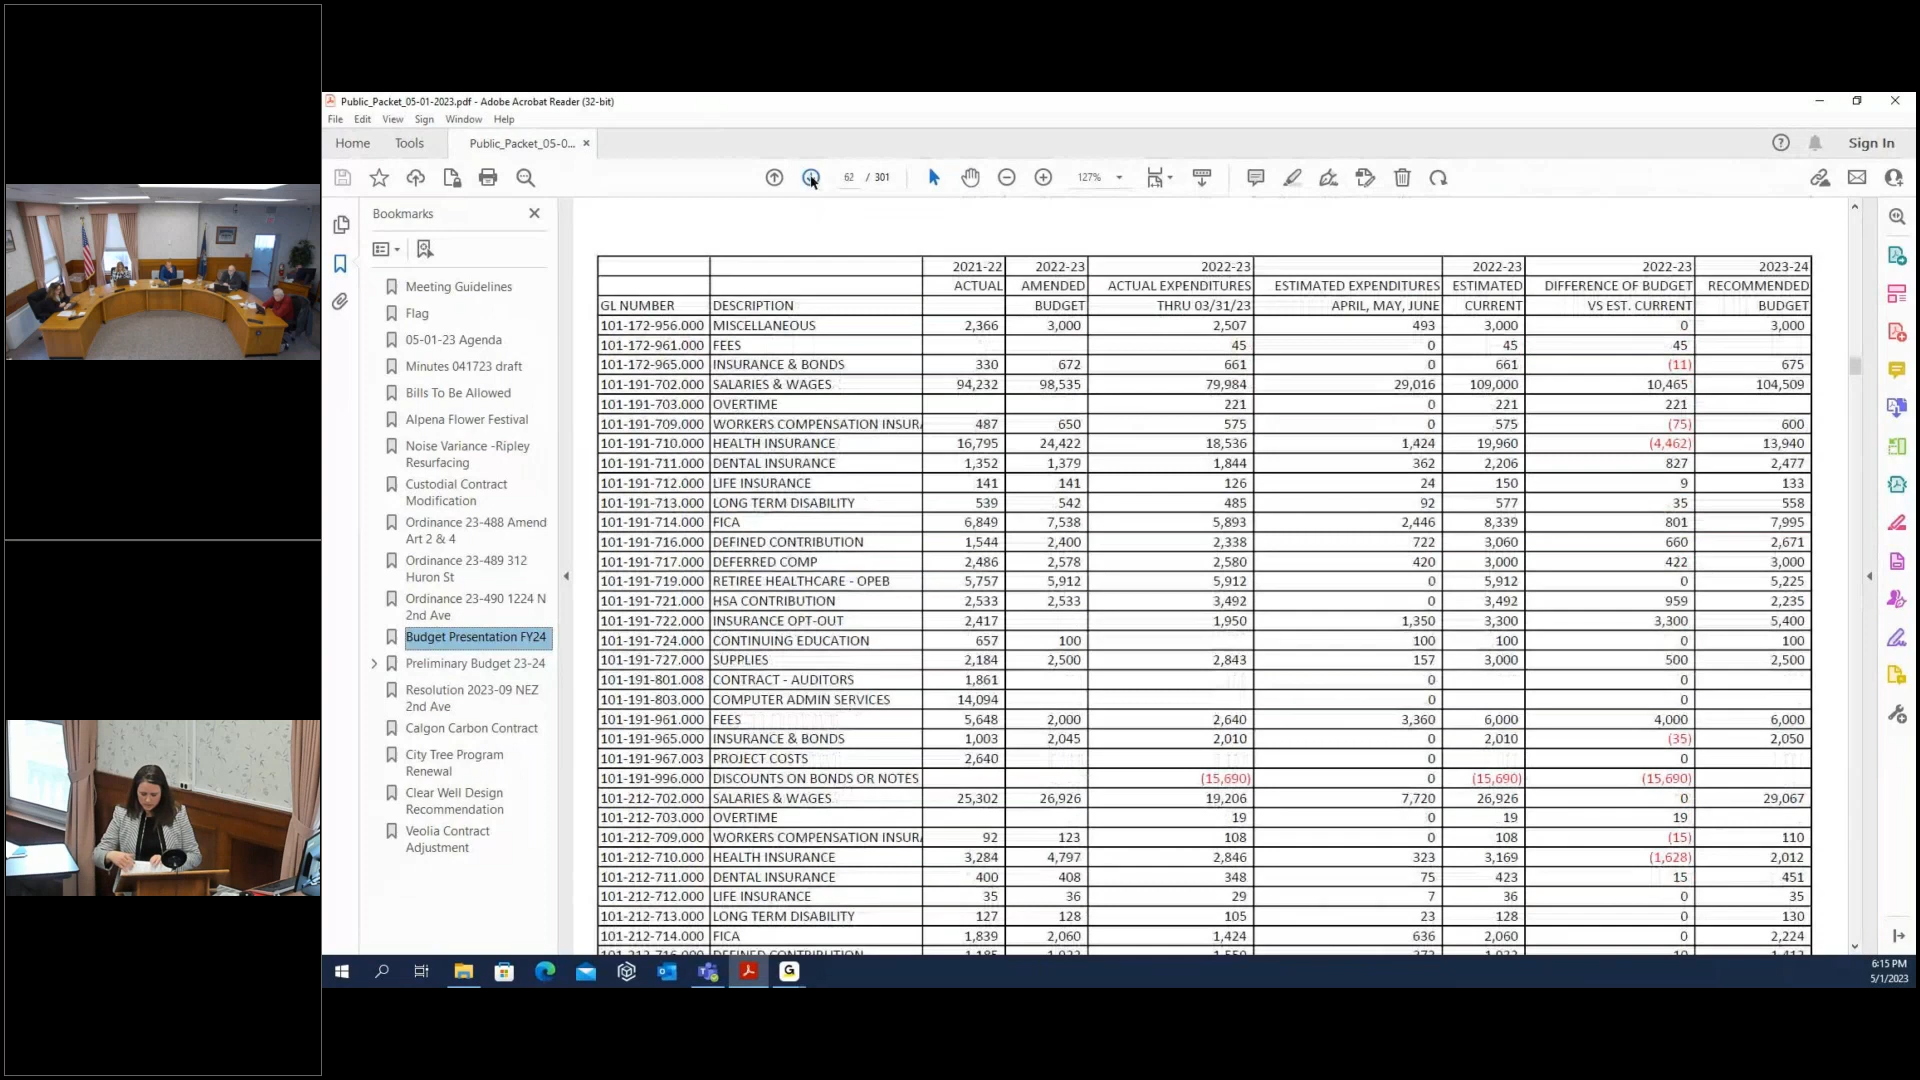 Public_Packet_05-01-2023.pdf - Adobe Acrobat Reader (32-bit)
File Edit View Sign Window Help
Home Tools Public_Packet_05-0... × Sign In
62 / 301 127%
Bookmarks
Meeting Guidelines
Flag
05-01-23 Agenda
Minutes 041723 draft
Bills To Be Allowed
Alpena Flower Festival
Noise Variance -Ripley
Resurfacing
Custodial Contract
Modification
Ordinance 23-488 Amend
Art 2 & 4
Ordinance 23-489 312
Huron St
Ordinance 23-490 1224 N
2nd Ave
Budget Presentation FY24
Preliminary Budget 23-24
Resolution 2023-09 NEZ
2nd Ave
Calgon Carbon Contract
City Tree Program
Renewal
Clear Well Design
Recommendation
Veolia Contract
Adjustment
2021-22 2022-23 2022-23 2022-23 2022-23 2023-24
ACTUAL AMENDED ACTUAL EXPENDITURES ESTIMATED EXPENDITURES ESTIMATED DIFFERENCE OF BUDGET RECOMMENDED
GL NUMBER DESCRIPTION BUDGET THRU 03/31/23 APRIL, MAY, JUNE CURRENT VS EST. CURRENT BUDGET
101-172-956.000 MISCELLANEOUS 2,366 3,000 2,507 493 3,000 0 3,000
101-172-961.000 FEES 45 0 45 45
101-172-965.000 INSURANCE & BONDS 330 672 661 0 661 (11) 675
101-191-702.000 SALARIES & WAGES 94,232 98,535 79,984 29,016 109,000 10,465 104,509
101-191-703.000 OVERTIME 221 0 221 221
101-191-709.000 WORKERS COMPENSATION INSURA 487 650 575 0 575 (75) 600
101-191-710.000 HEALTH INSURANCE 16,795 24,422 18,536 1,424 19,960 (4,462) 13,940
101-191-711.000 DENTAL INSURANCE 1,352 1,379 1,844 362 2,206 827 2,477
101-191-712.000 LIFE INSURANCE 141 141 126 24 150 9 133
101-191-713.000 LONG TERM DISABILITY 539 542 485 92 577 35 558
101-191-714.000 FICA 6,849 7,538 5,893 2,446 8,339 801 7,995
101-191-716.000 DEFINED CONTRIBUTION 1,544 2,400 2,338 722 3,060 660 2,671
101-191-717.000 DEFERRED COMP 2,486 2,578 2,580 420 3,000 422 3,000
101-191-719.000 RETIREE HEALTHCARE - OPEB 5,757 5,912 5,912 0 5,912 0 5,225
101-191-721.000 HSA CONTRIBUTION 2,533 2,533 3,492 0 3,492 959 2,235
101-191-722.000 INSURANCE OPT-OUT 2,417 1,950 1,350 3,300 3,300 5,400
101-191-724.000 CONTINUING EDUCATION 657 100 100 100 0 100
101-191-727.000 SUPPLIES 2,184 2,500 2,843 157 3,000 500 2,500
101-191-801.008 CONTRACT - AUDITORS 1,861 0 0
101-191-803.000 COMPUTER ADMIN SERVICES 14,094 0 0
101-191-961.000 FEES 5,648 2,000 2,640 3,360 6,000 4,000 6,000
101-191-965.000 INSURANCE & BONDS 1,003 2,045 2,010 0 2,010 (35) 2,050
101-191-967.003 PROJECT COSTS 2,640 0 0
101-191-996.000 DISCOUNTS ON BONDS OR NOTES (15,690) 0 (15,690) (15,690)
101-212-702.000 SALARIES & WAGES 25,302 26,926 19,206 7,720 26,926 0 29,067
101-212-703.000 OVERTIME 19 0 19 19
101-212-709.000 WORKERS COMPENSATION INSURA 92 123 108 0 108 (15) 110
101-212-710.000 HEALTH INSURANCE 3,284 4,797 2,846 323 3,169 (1,628) 2,012
101-212-711.000 DENTAL INSURANCE 400 408 348 75 423 15 451
101-212-712.000 LIFE INSURANCE 35 36 29 7 36 0 35
101-212-713.000 LONG TERM DISABILITY 127 128 105 23 128 0 130
101-212-714.000 FICA 1,839 2,060 1,424 636 2,060 0 2,224
6:15 PM
5/1/2023